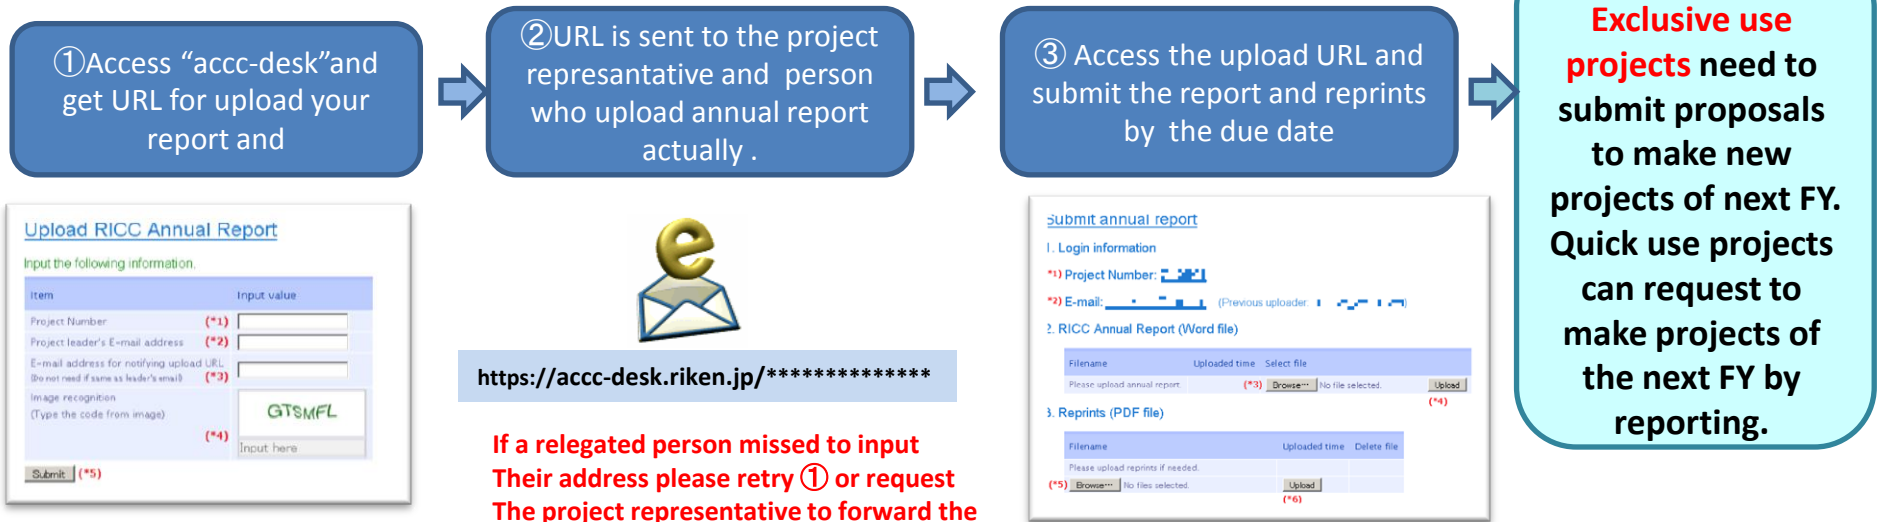 ①Access “accc-desk”and
get URL for upload your
report and
②URL is sent to the project
represantative and person
who upload annual report
actually .
③ Access the upload URL and
submit the report and reprints
by the due date
Exclusive use
projects need to
submit proposals
to make new
projects of next FY.
Quick use projects
can request to
make projects of
the next FY by
reporting.
Upload RICC Annual Report
Input the following information.
Item Input value
Project Number (*1)
Project leader's E-mail address (*2)
E-mail address for notifying upload URL
(Do not need if same as leader's email) (*3)
Image recognition
(Type the code from image)
GTSMFL
(*4)
Input here
Submit (*5)
https://accc-desk.riken.jp/**************
If a relegated person missed to input
Their address please retry ① or request
The project representative to forward the
Submit annual report
1. Login information
*1) Project Number:
*2) E-mail: (Previous uploader: )
2. RICC Annual Report (Word file)
Filename Uploaded time Select file
Please upload annual report. (*3) Browse… No file selected. Upload
(*4)
3. Reprints (PDF file)
Filename Uploaded time Delete file
Please upload reprints if needed.
(*5) Browse… No files selected. Upload
(*6)